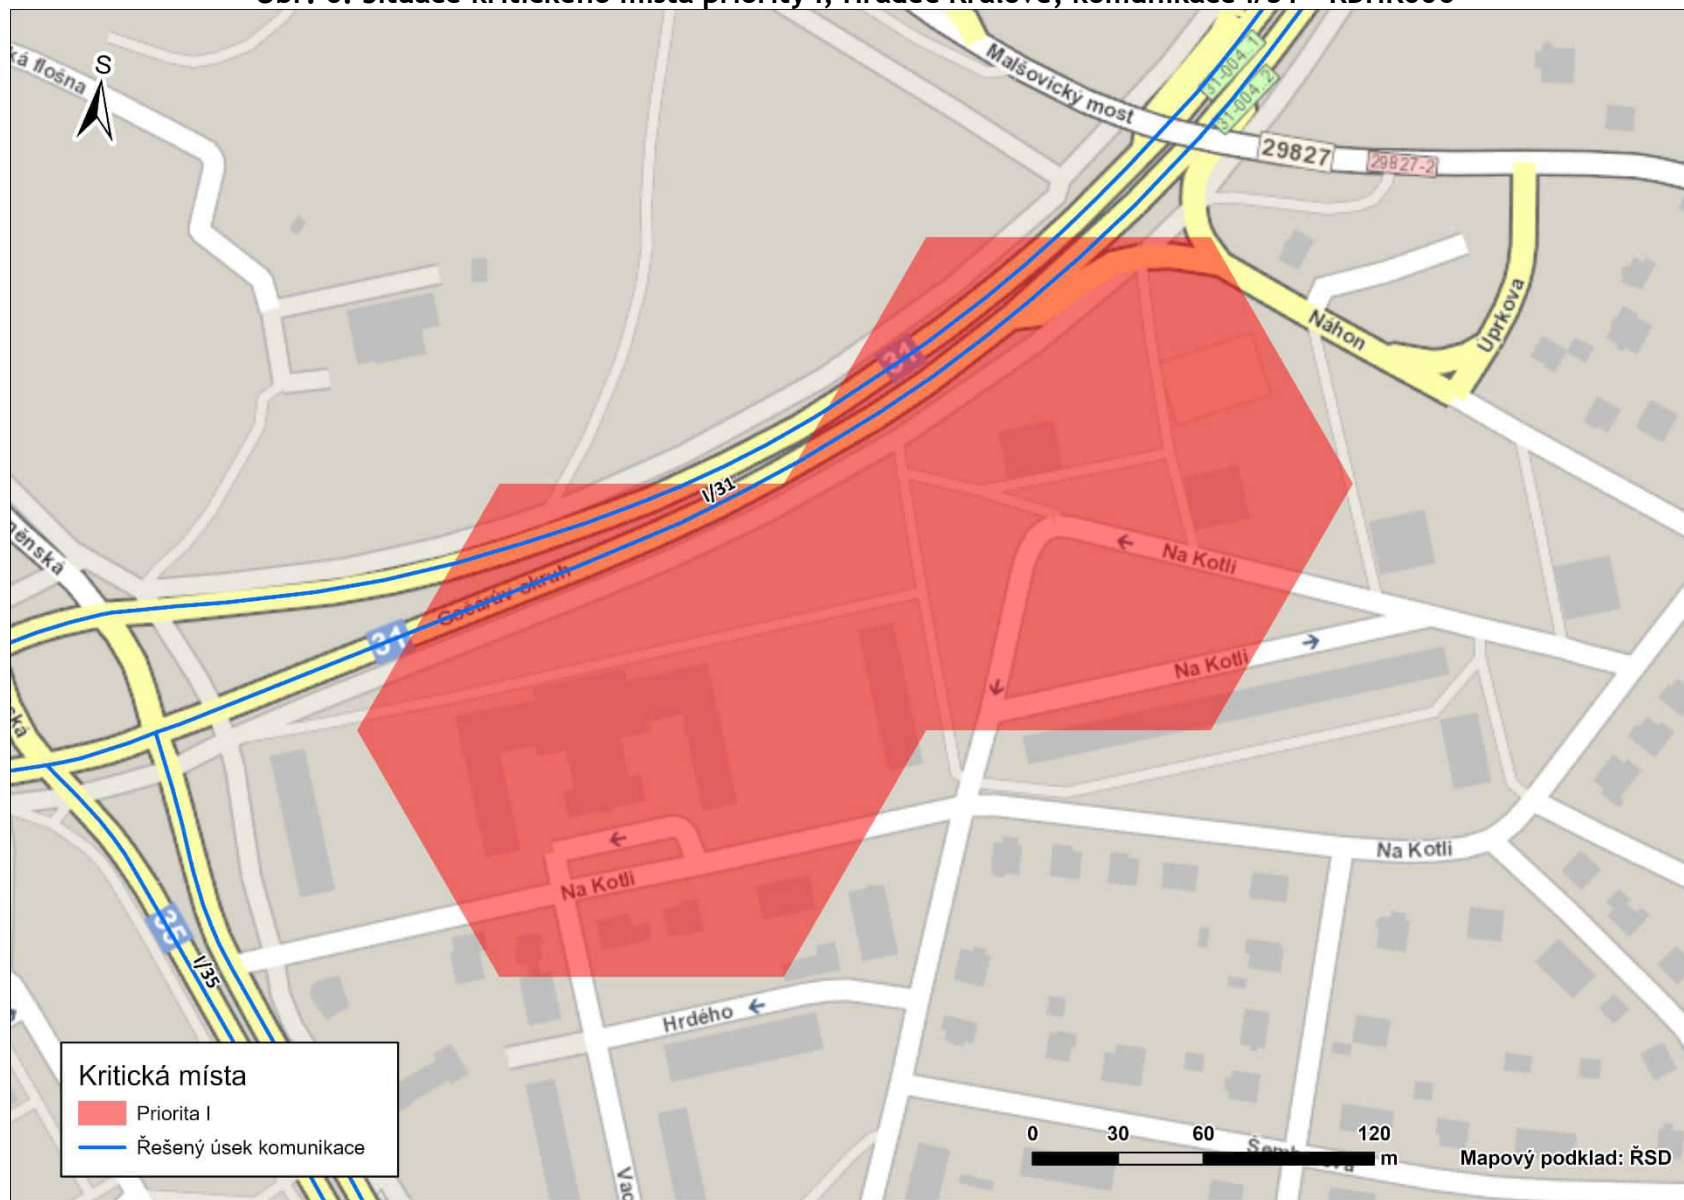 S
Malšovický most
31-004..1
31-004..2
29827
29827-2
Náhon
Úprkova
31
I/31
Gočárův okruh
31
Na Kotli
Na Kotli
Na Kotli
Na Kotli
35
I/35
Hrdého
Kritická místa
Priorita I
Řešený úsek komunikace
0 30 60 120
m
Mapový podklad: ŘSD